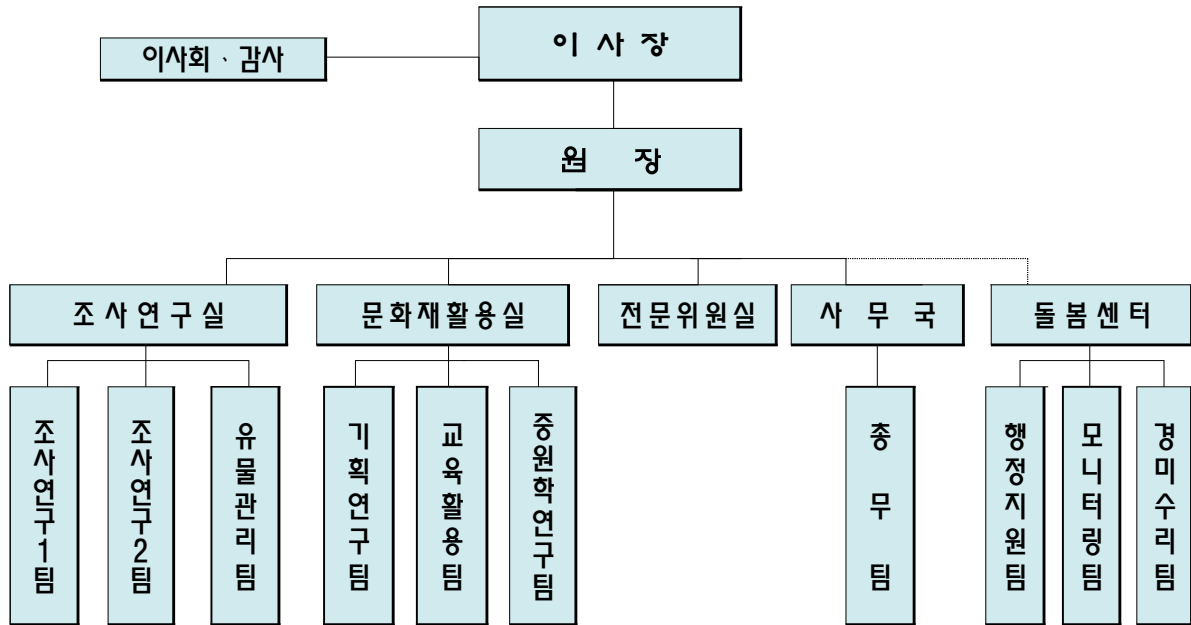 이 사 장
이사회 · 감사
원 장
조사연구실
문화재활용실
전문위원실
사 무 국
돌봄센터
조사연구1팀
조사연구2팀
유물관리팀
기획연구팀
교육활용팀
중원학연구팀
총 무 팀
행정지원팀
모니터링팀
경미수리팀